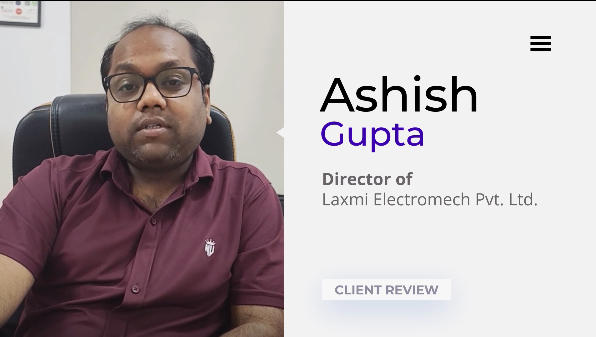 Ashish
Gupta
Director of
Laxmi Electromech Pvt. Ltd.
CLIENT REVIEW